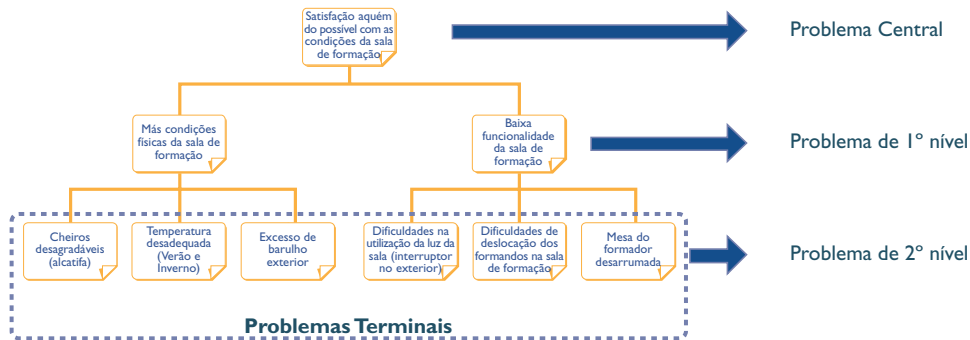 Satisfação aquém
do possível com as
condições da sala
de formação
Problema Central
Más condições
físicas da sala de
formação
Baixa
funcionalidade
da sala de
formação
Problema de 1º nível
Cheiros
desagradáveis
(alcatifa)
Temperatura
desadequada
(Verão e
Inverno)
Excesso de
barulho
exterior
Dificuldades na
utilização da luz da
sala (interruptor
no exterior)
Dificuldades de
deslocação dos
formandos na sala
de formação
Mesa do
formador
desarrumada
Problema de 2º nível
Problemas Terminais